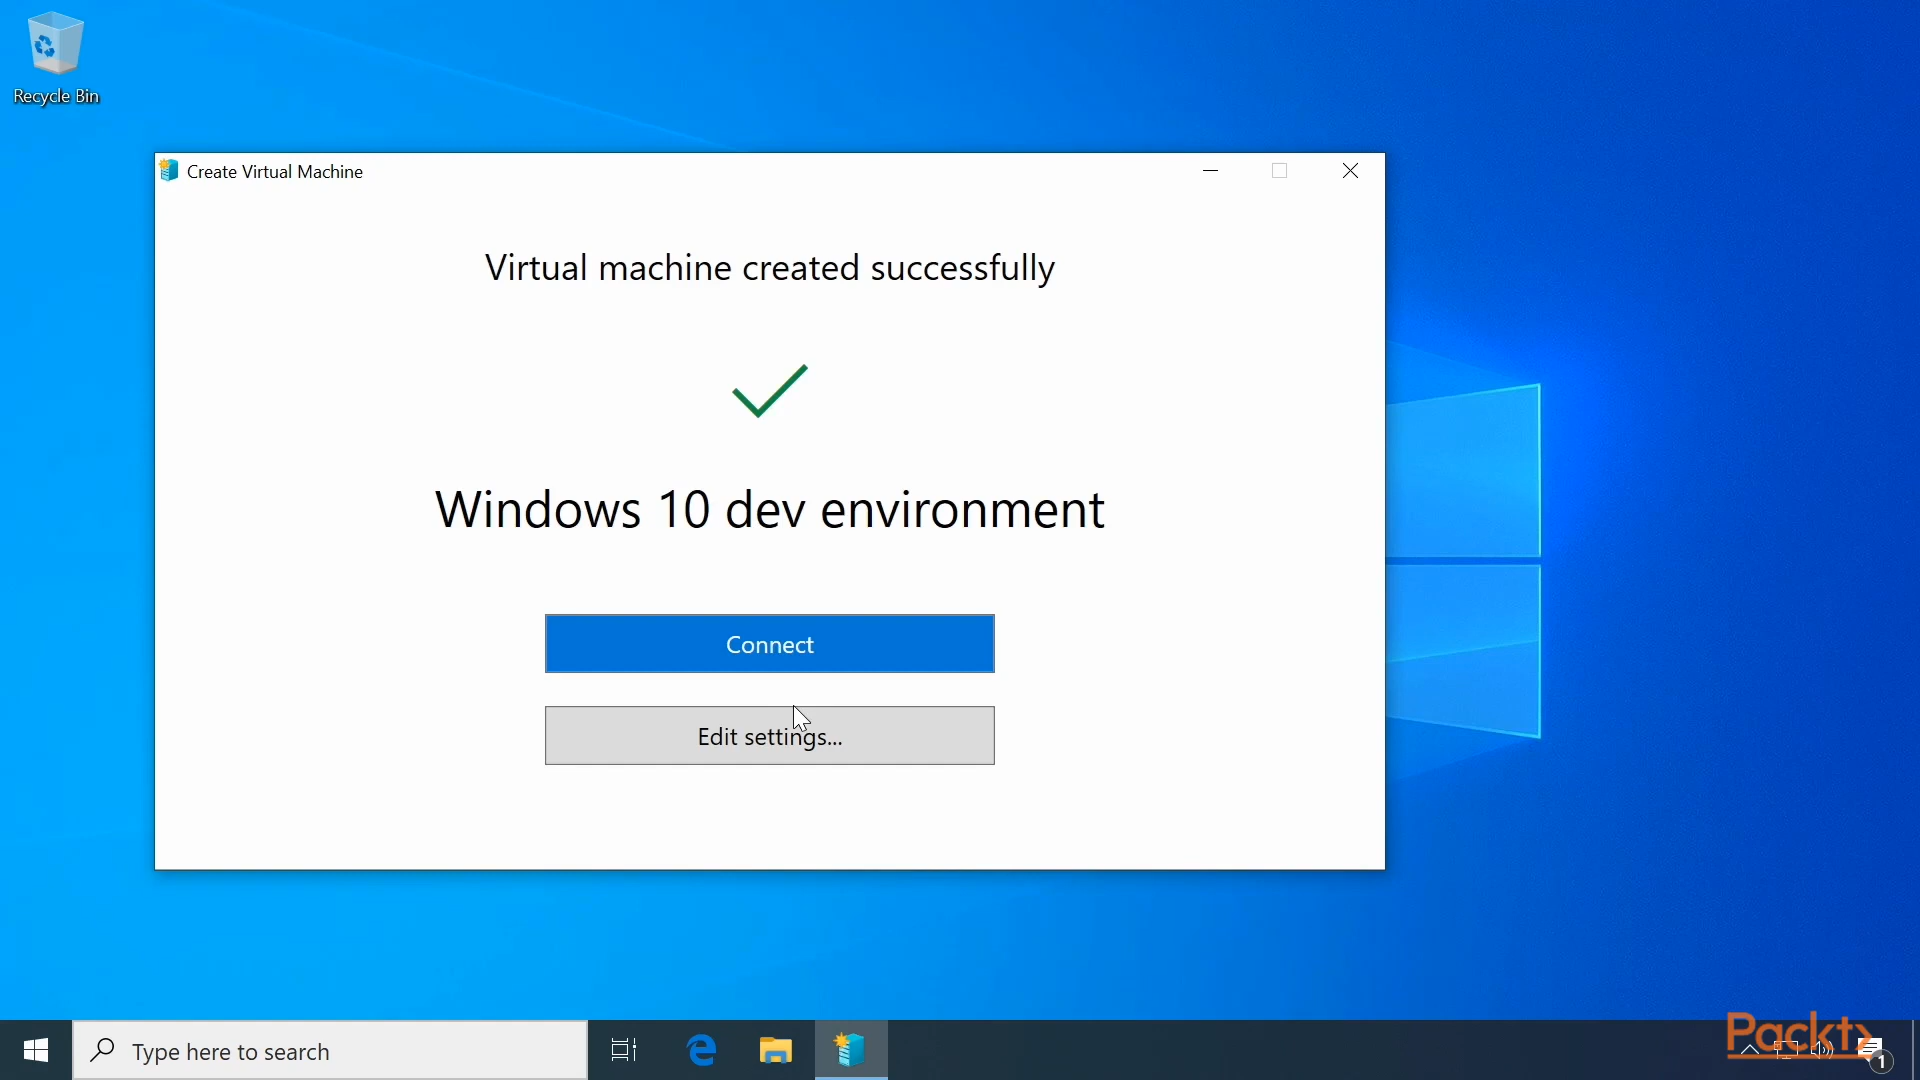 Recycle Bin
Create Virtual Machine
Virtual machine created successfully
Windows 10 dev environment
Connect
Edit settings...
Type here to search
Packt>
1